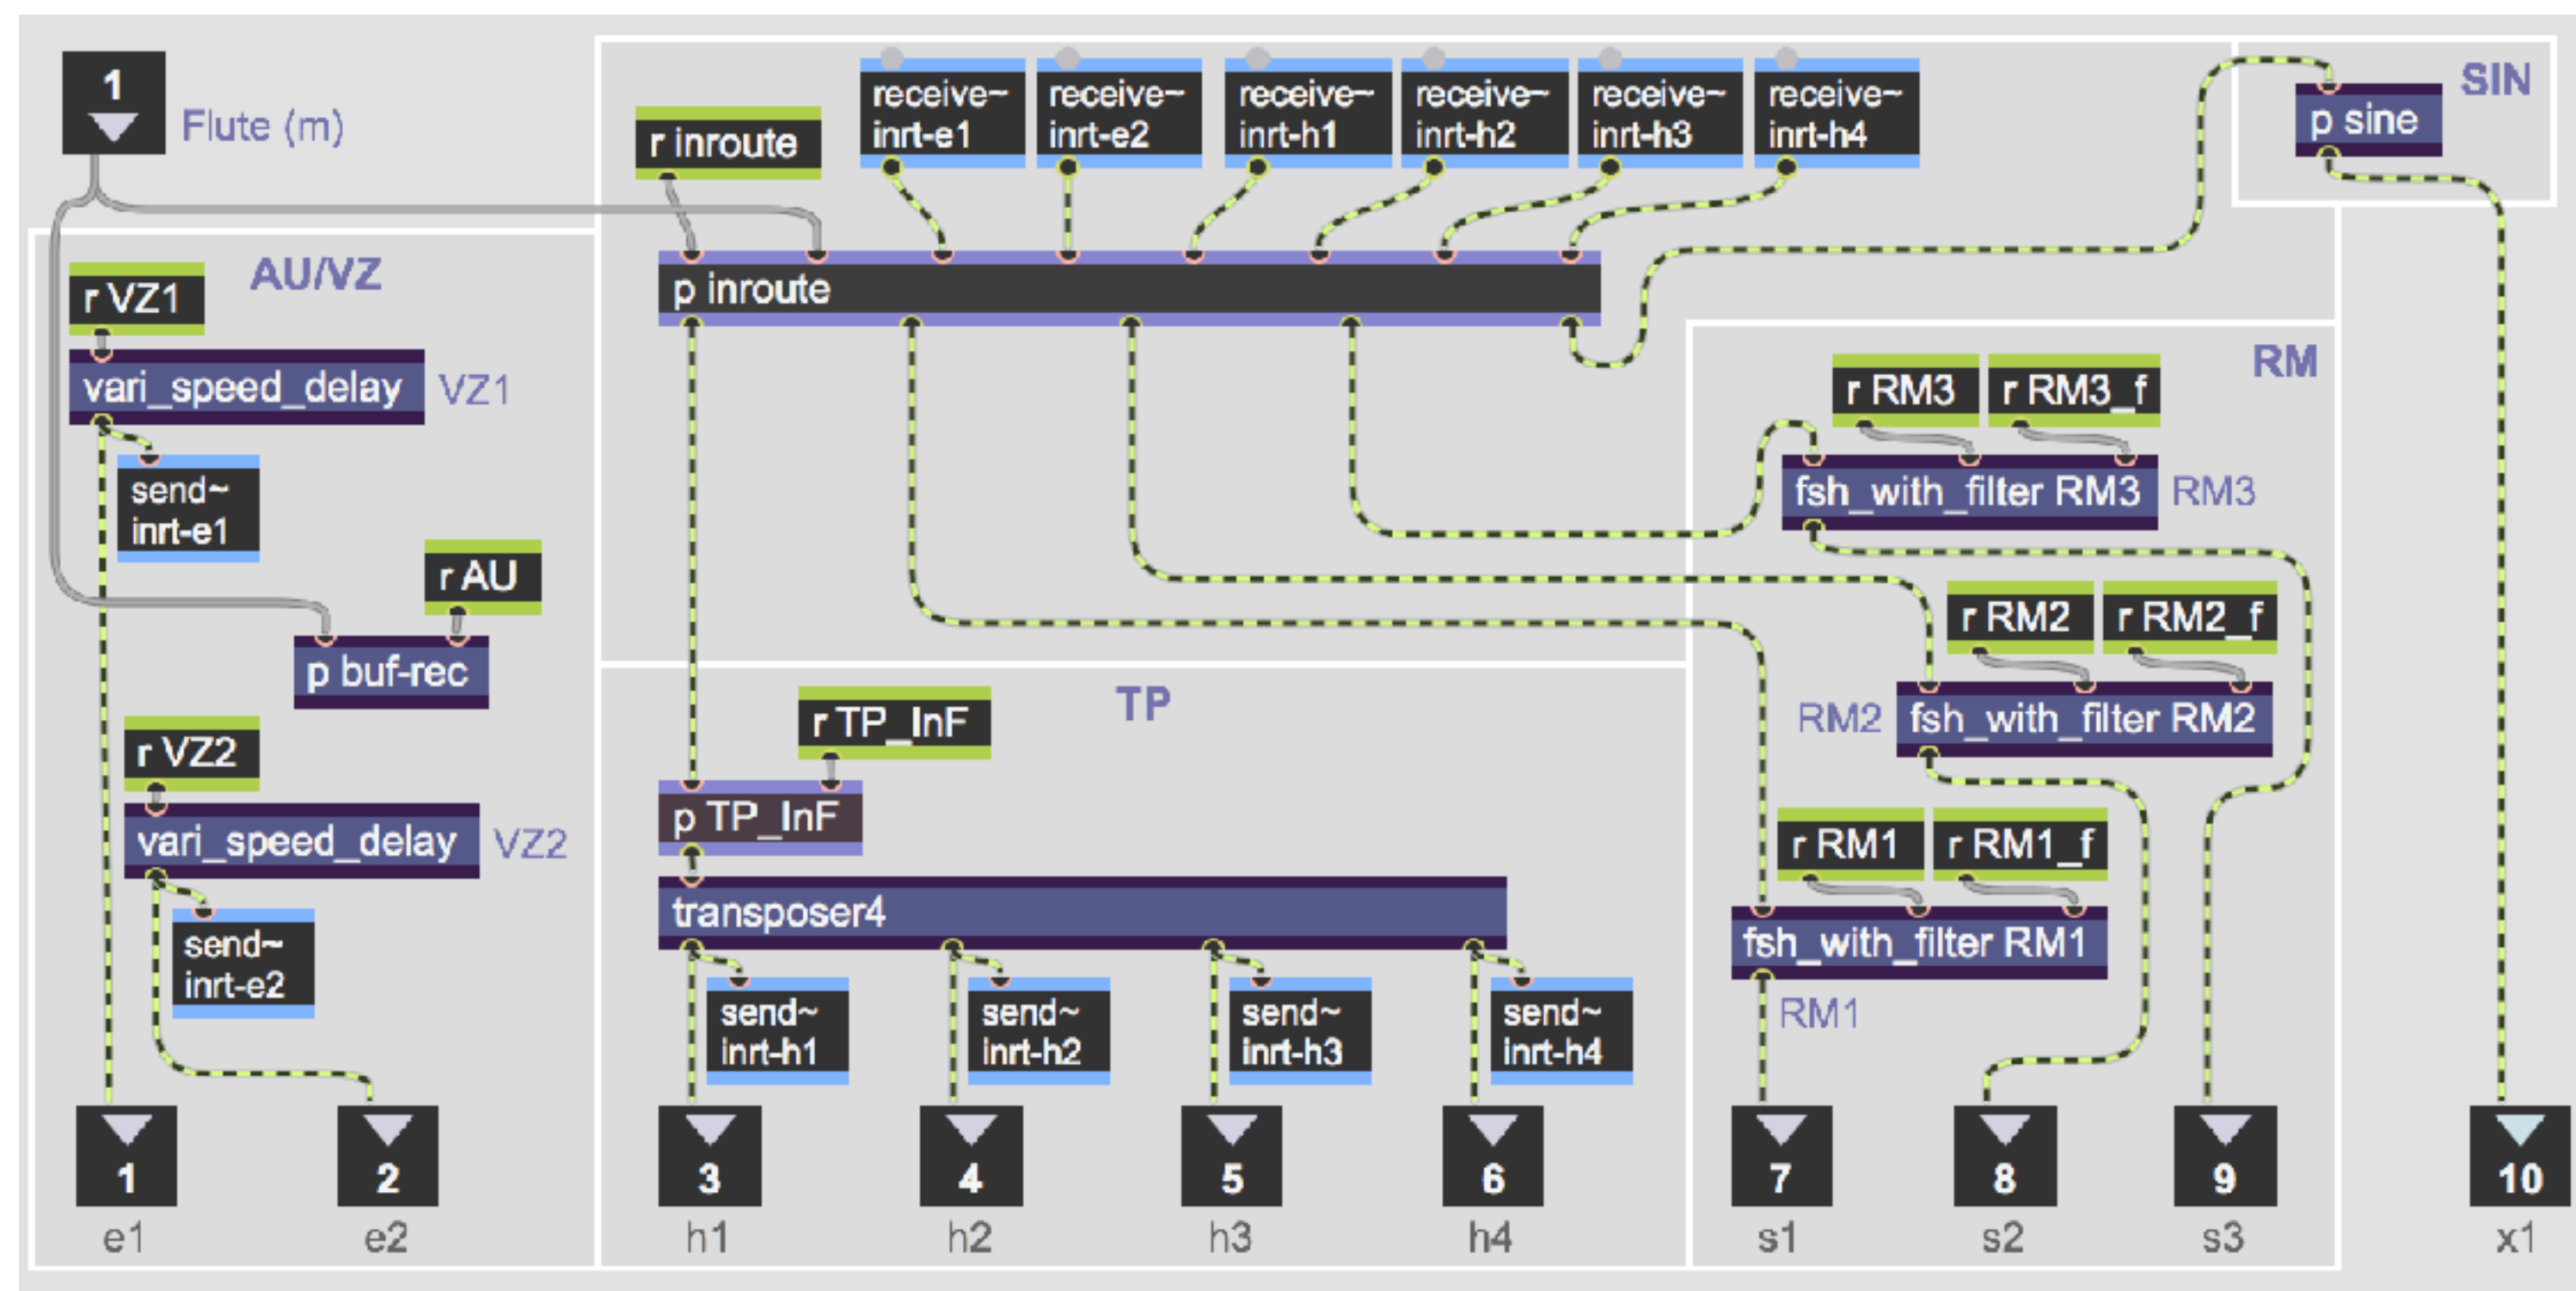 1
Flute (m)
r inroute
receive~
inrt-e1
receive~
inrt-e2
receive~
inrt-h1
receive~
inrt-h2
receive~
inrt-h3
receive~
inrt-h4
SIN
p sine
p inroute
AU/VZ
r VZ1
vari_speed_delay
VZ1
send~
inrt-e1
r AU
p buf-rec
r VZ2
vari_speed_delay
VZ2
send~
inrt-e2
TP
r TP_InF
p TP_InF
transposer4
send~
inrt-h1
send~
inrt-h2
send~
inrt-h3
send~
inrt-h4
RM
r RM3
r RM3_f
fsh_with_filter RM3
RM3
r RM2
r RM2_f
RM2
fsh_with_filter RM2
r RM1
r RM1_f
fsh_with_filter RM1
RM1
1
2
3
4
5
6
7
8
9
10
e1
e2
h1
h2
h3
h4
s1
s2
s3
x1